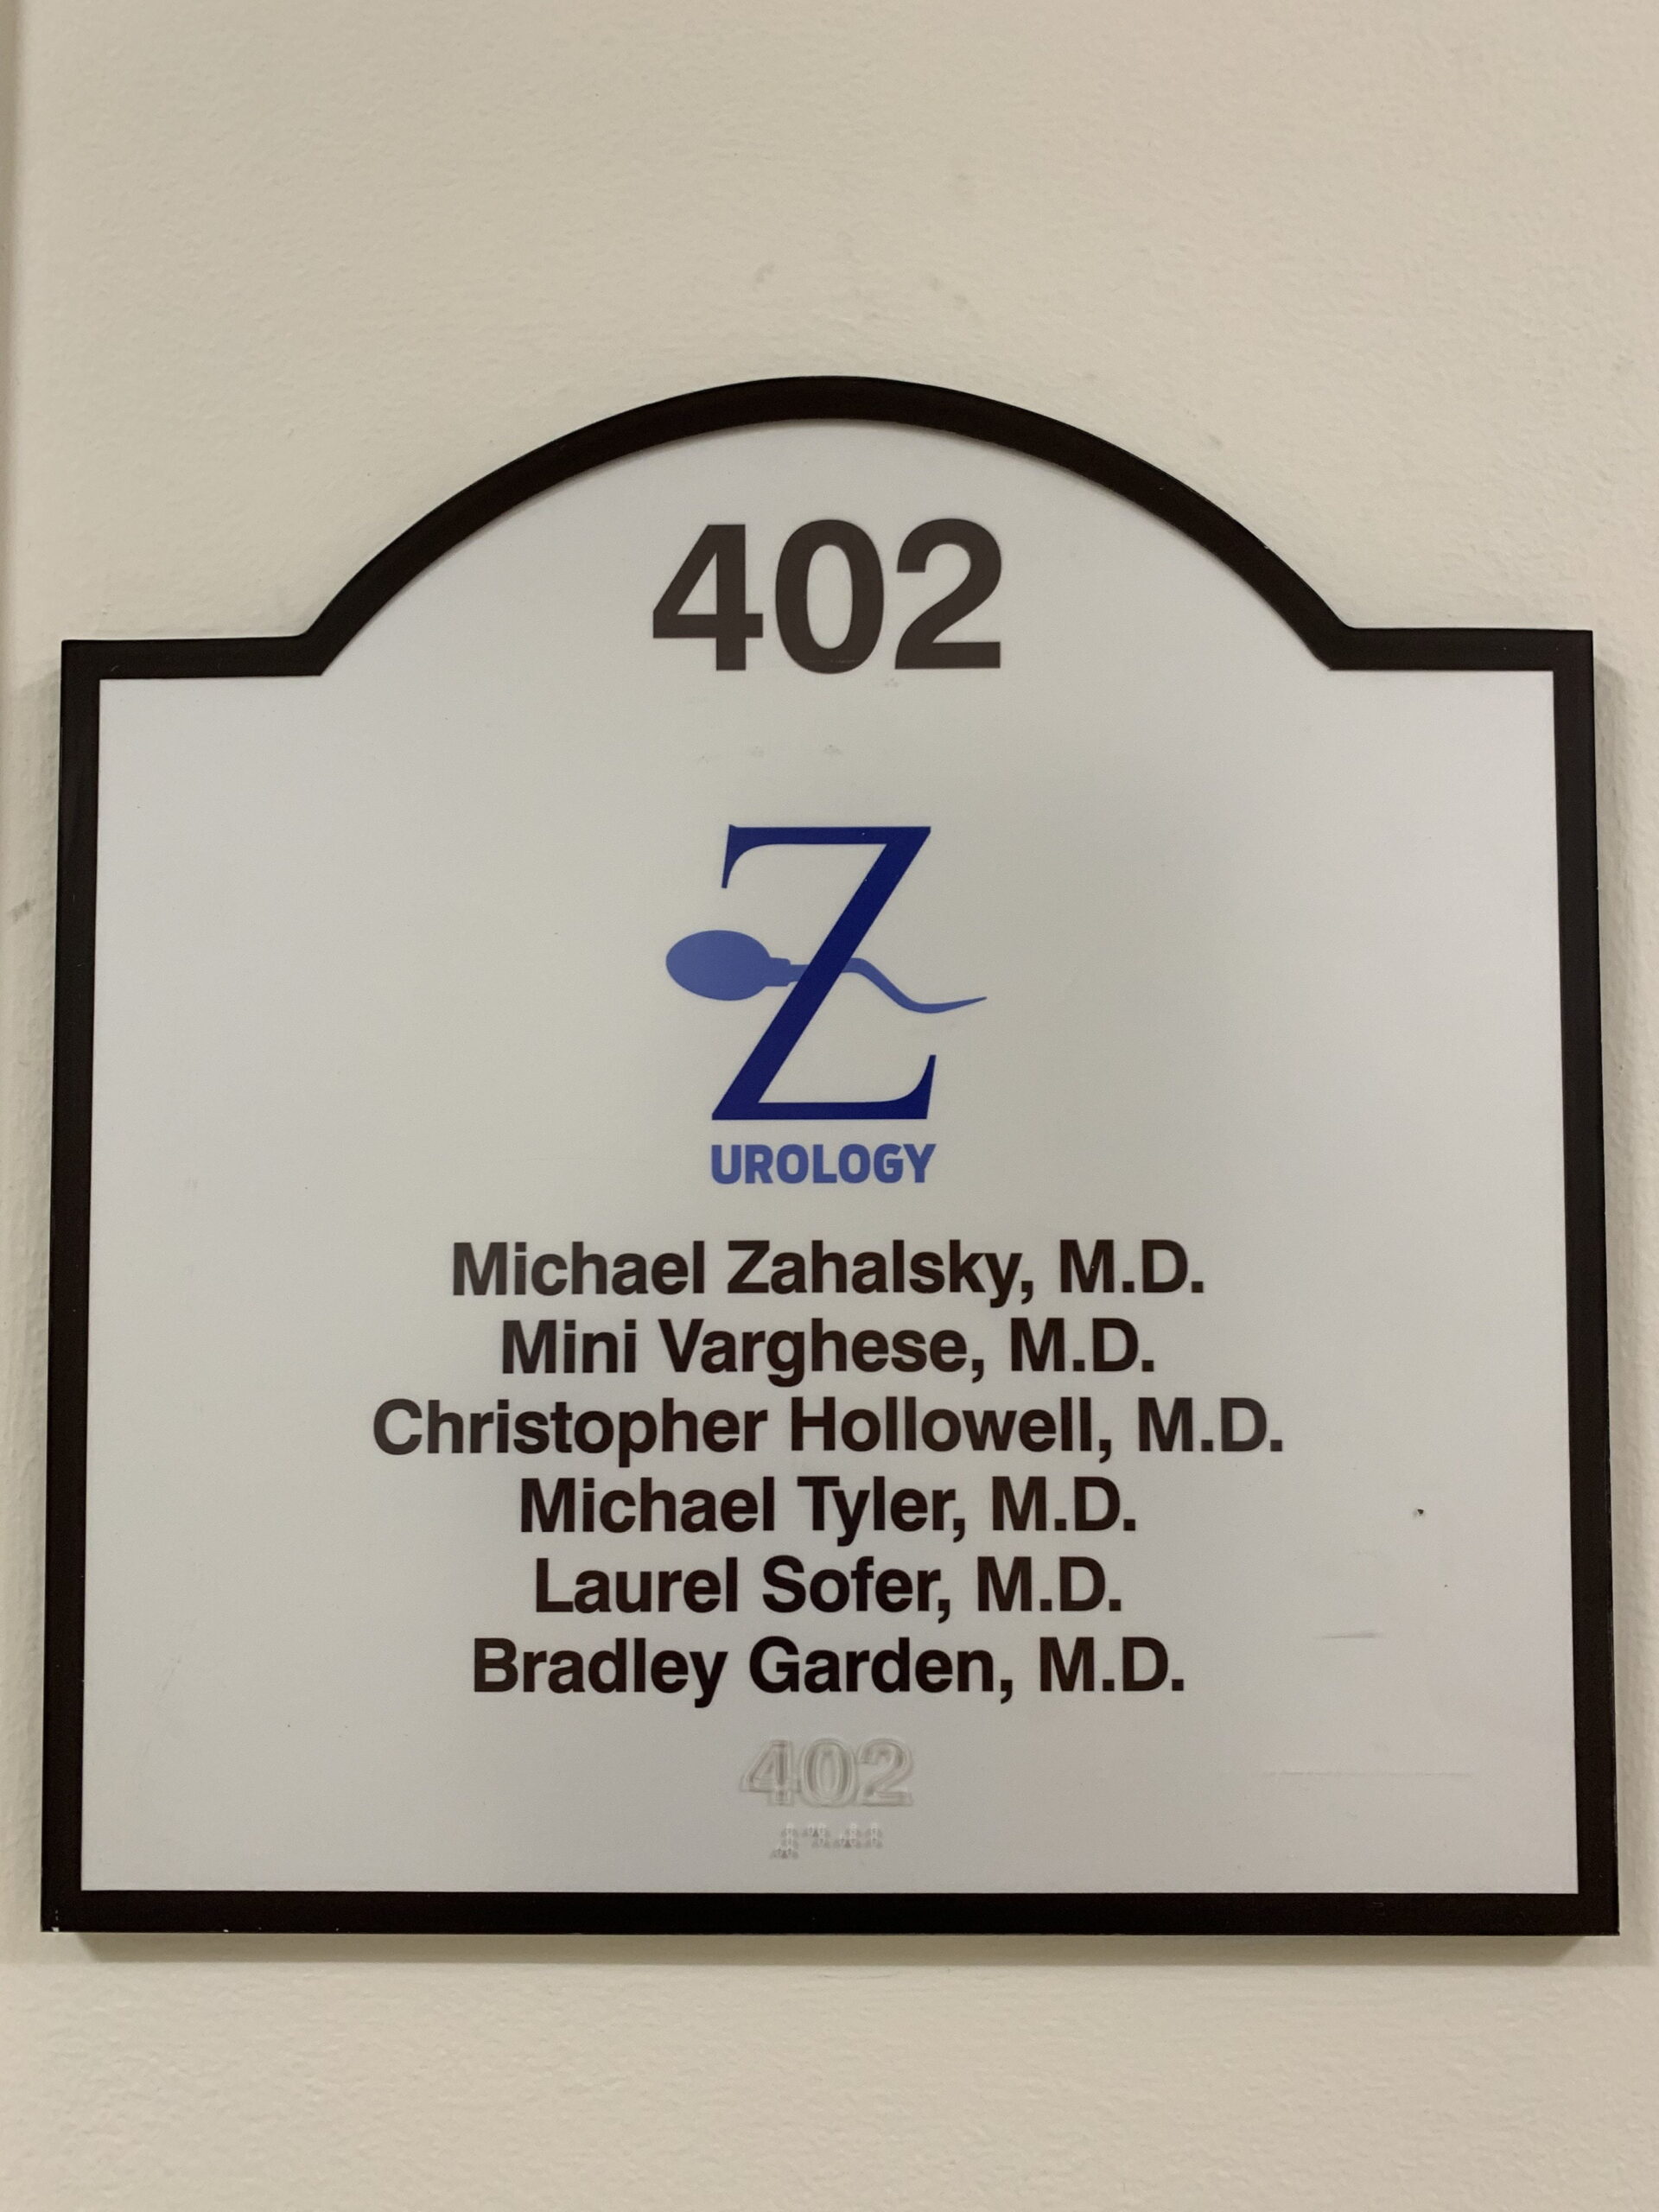 402
Z
UROLOGY
Michael Zahalsky, M.D.
Mini Varghese, M.D.
Christopher Hollowell, M.D.
Michael Tyler, M.D.
Laurel Sofer, M.D.
Bradley Garden, M.D.
402